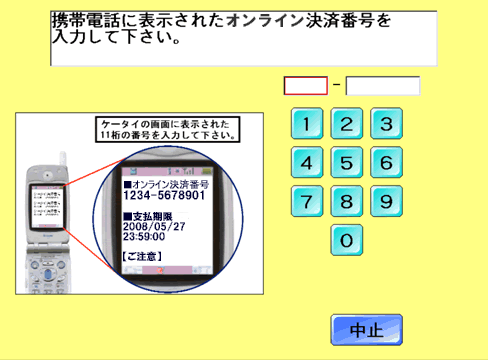 携帯電話に表示されたオンライン決済番号を
入力して下さい。
-
ケータイの画面に表示された
11桁の番号を入力して下さい。
■オンライン決済番号
1234-5678901
■支払期限
2008/05/27
23:59:00
【ご注意】
1 2 3
4 5 6
7 8 9
0
中止